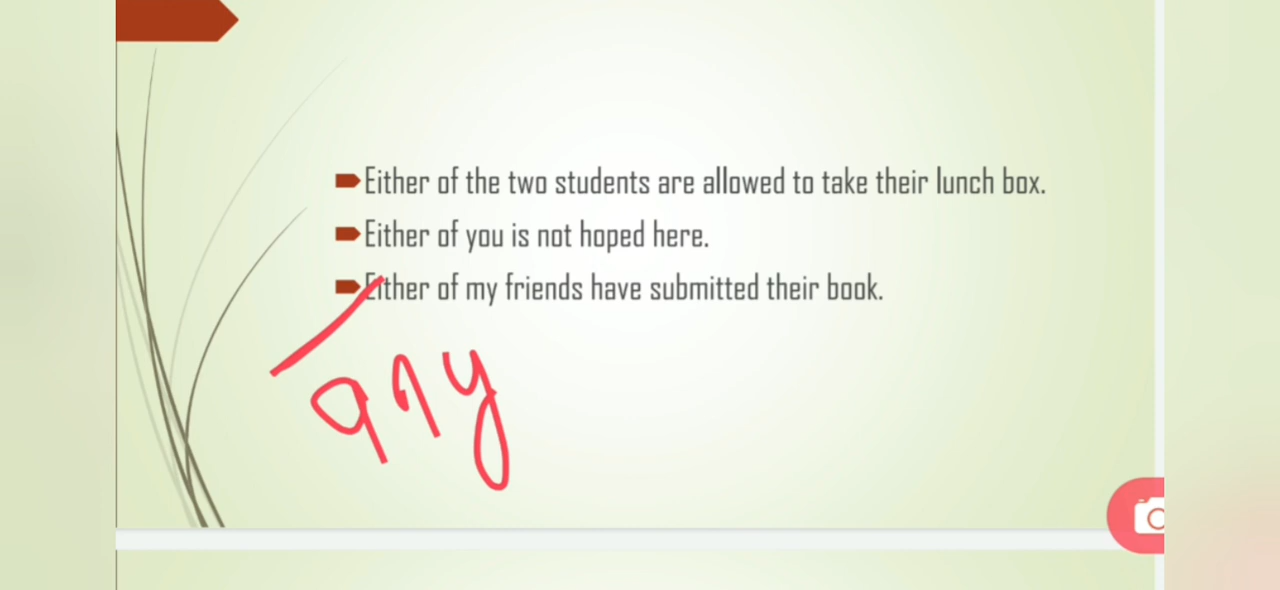 Either of the two students are allowed to take their lunch box.
Either of you is not hoped here.
Either of my friends have submitted their book.
any